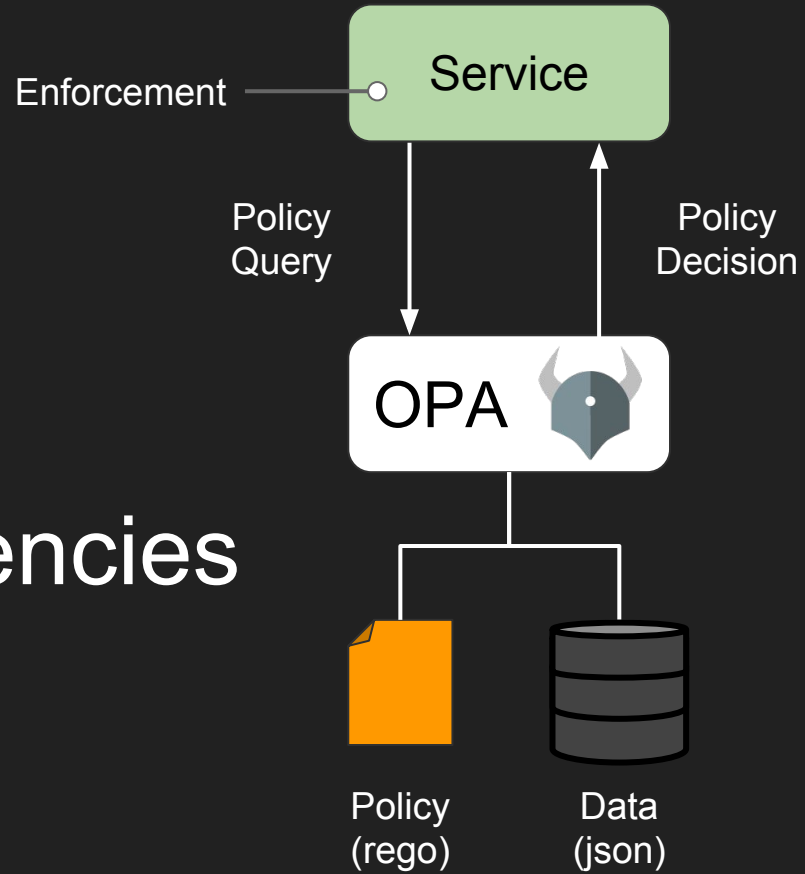 Service
Enforcement
Policy
Query
Policy
Decision
OPA
encies
Policy
(rego)
Data
(json)